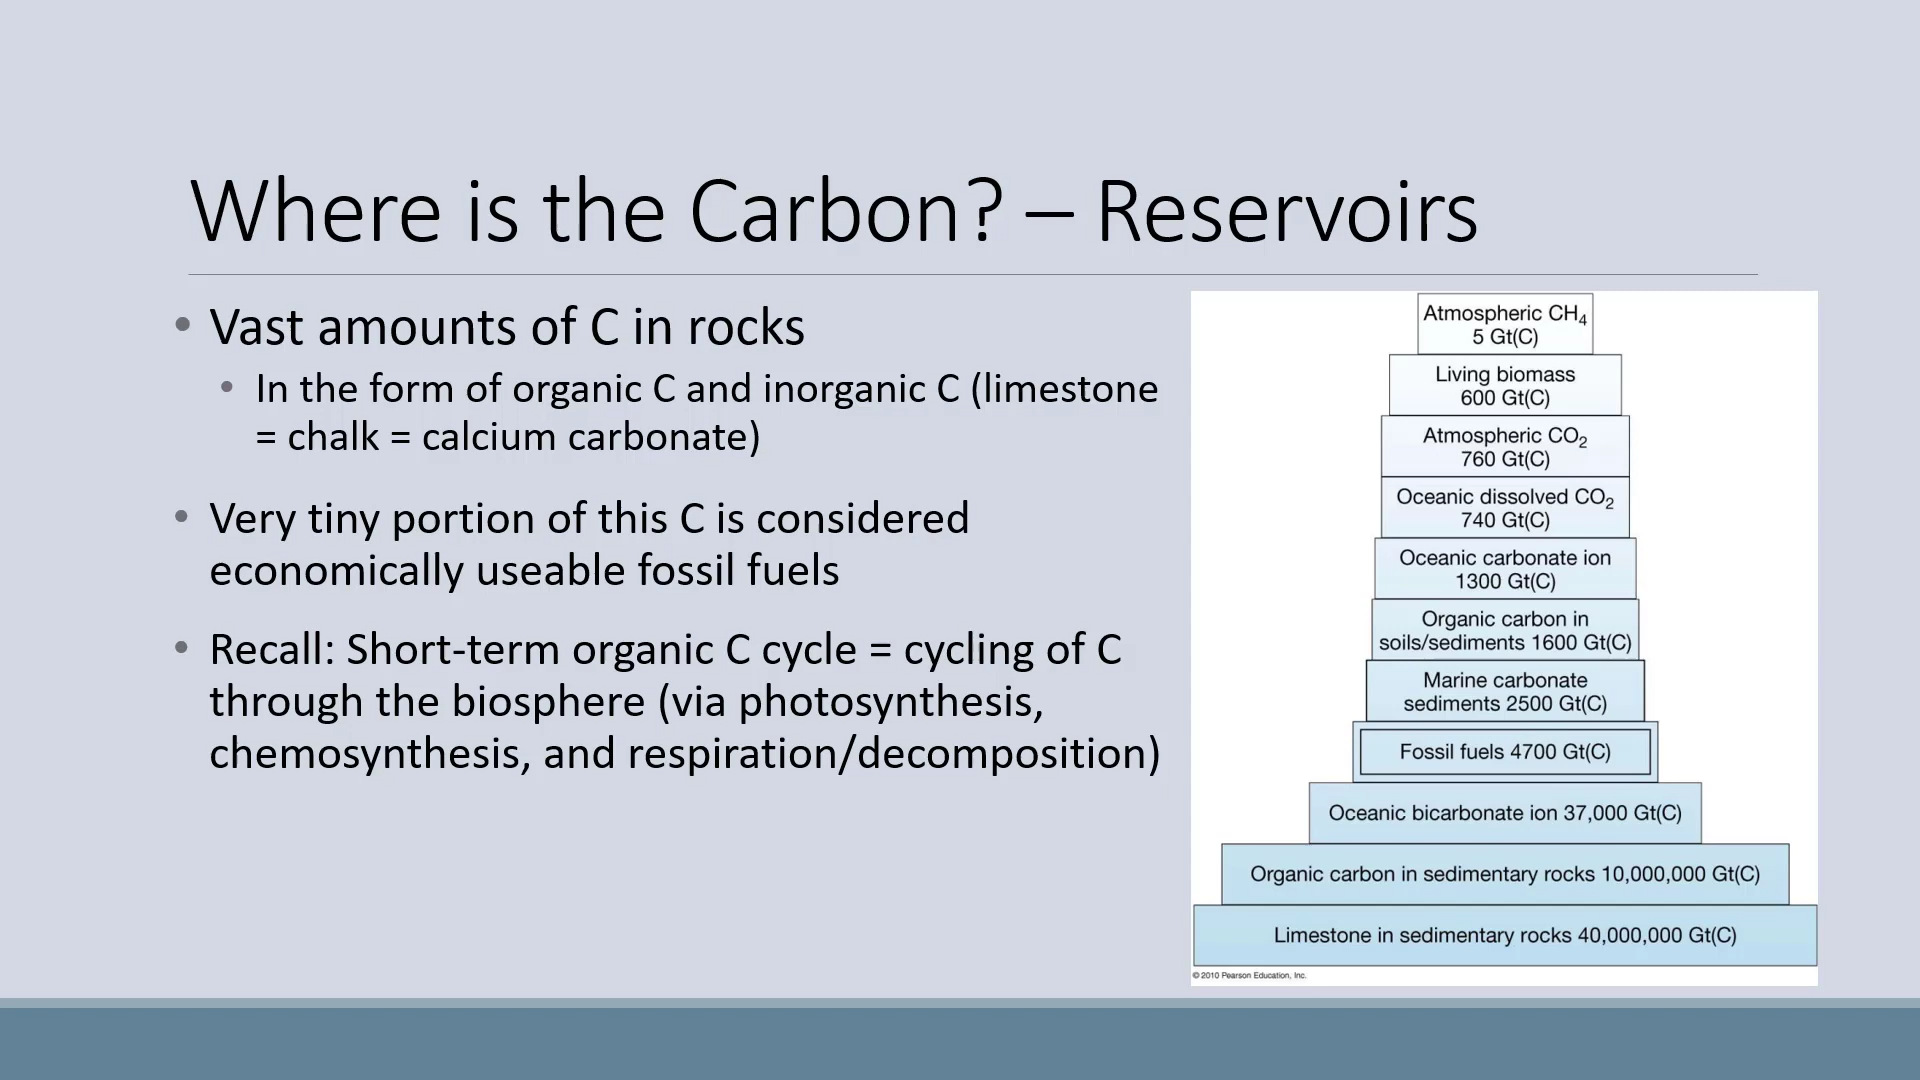 Where is the Carbon? – Reservoirs
• Vast amounts of C in rocks
• In the form of organic C and inorganic C (limestone
= chalk = calcium carbonate)
• Very tiny portion of this C is considered
economically useable fossil fuels
• Recall: Short-term organic C cycle = cycling of C
through the biosphere (via photosynthesis,
chemosynthesis, and respiration/decomposition)
Atmospheric CH₄
5 Gt(C)
Living biomass
600 Gt(C)
Atmospheric CO₂
760 Gt(C)
Oceanic dissolved CO₂
740 Gt(C)
Oceanic carbonate ion
1300 Gt(C)
Organic carbon in
soils/sediments 1600 Gt(C)
Marine carbonate
sediments 2500 Gt(C)
Fossil fuels 4700 Gt(C)
Oceanic bicarbonate ion 37,000 Gt(C)
Organic carbon in sedimentary rocks 10,000,000 Gt(C)
Limestone in sedimentary rocks 40,000,000 Gt(C)
© 2010 Pearson Education, Inc.